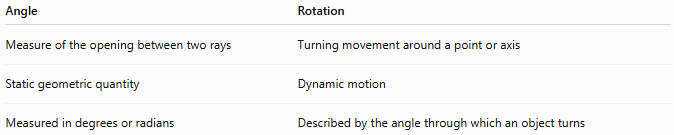 Angle Rotation
Measure of the opening between two rays Turning movement around a point or axis
Static geometric quantity Dynamic motion
Measured in degrees or radians Described by the angle through which an object turns